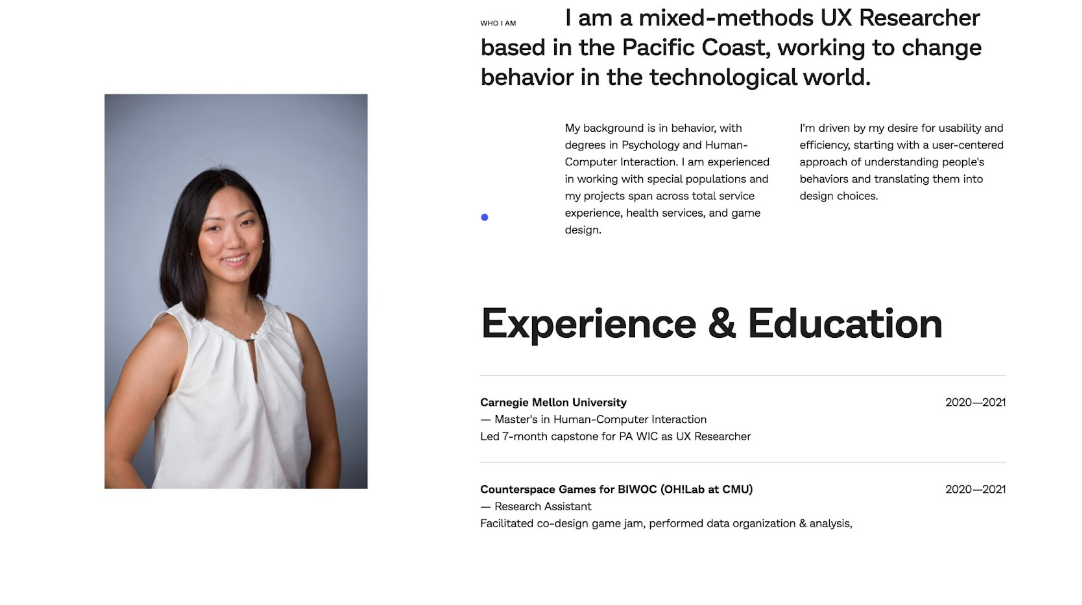 WHO I AM
I am a mixed-methods UX Researcher
based in the Pacific Coast, working to change
behavior in the technological world.
My background is in behavior, with
degrees in Psychology and Human-
Computer Interaction. I am experienced
in working with special populations and
my projects span across total service
experience, health services, and game
design.
I'm driven by my desire for usability and
efficiency, starting with a user-centered
approach of understanding people's
behaviors and translating them into
design choices.
Experience & Education
Carnegie Mellon University 2020—2021
— Master's in Human-Computer Interaction
Led 7-month capstone for PA WIC as UX Researcher
Counterspace Games for BIWOC (OH!Lab at CMU) 2020—2021
— Research Assistant
Facilitated co-design game jam, performed data organization & analysis,